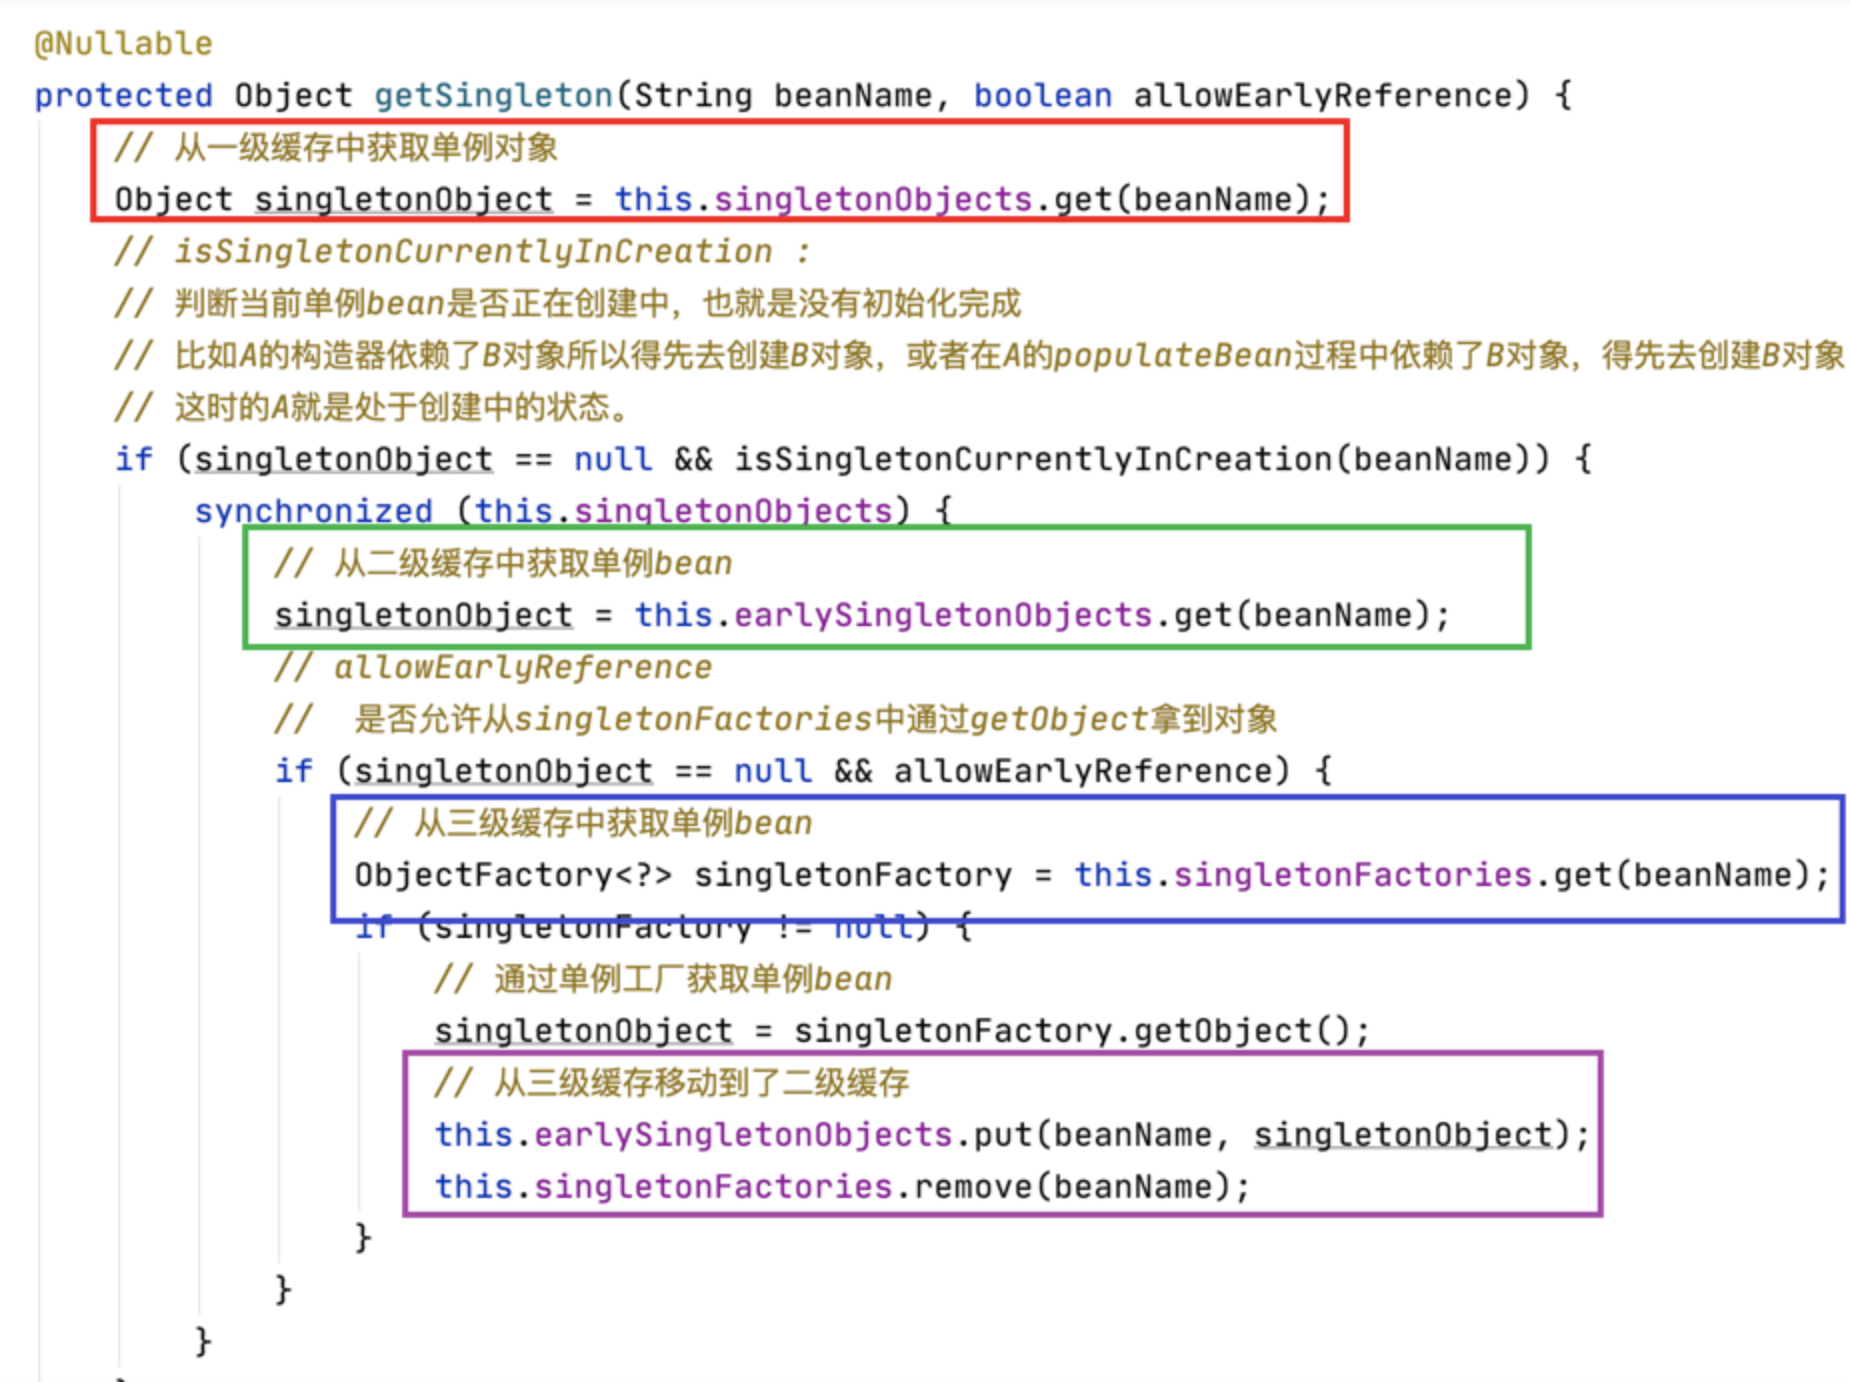 @Nullable
protected Object getSingleton(String beanName, boolean allowEarlyReference) {
// 从一级缓存中获取单例对象
Object singletonObject = this.singletonObjects.get(beanName);
// isSingletonCurrentlyInCreation :
// 判断当前单例bean是否正在创建中，也就是没有初始化完成
// 比如A的构造器依赖了B对象所以得先去创建B对象，或者在A的populateBean过程中依赖了B对象，得先去创建B对象
// 这时的A就是处于创建中的状态。
if (singletonObject == null && isSingletonCurrentlyInCreation(beanName)) {
synchronized (this.singletonObjects) {
// 从二级缓存中获取单例bean
singletonObject = this.earlySingletonObjects.get(beanName);
// allowEarlyReference
// 是否允许从singletonFactories中通过getObject拿到对象
if (singletonObject == null && allowEarlyReference) {
// 从三级缓存中获取单例bean
ObjectFactory<?> singletonFactory = this.singletonFactories.get(beanName);
if (singletonFactory != null) {
// 通过单例工厂获取单例bean
singletonObject = singletonFactory.getObject();
// 从三级缓存移动到了二级缓存
this.earlySingletonObjects.put(beanName, singletonObject);
this.singletonFactories.remove(beanName);
}
}
}